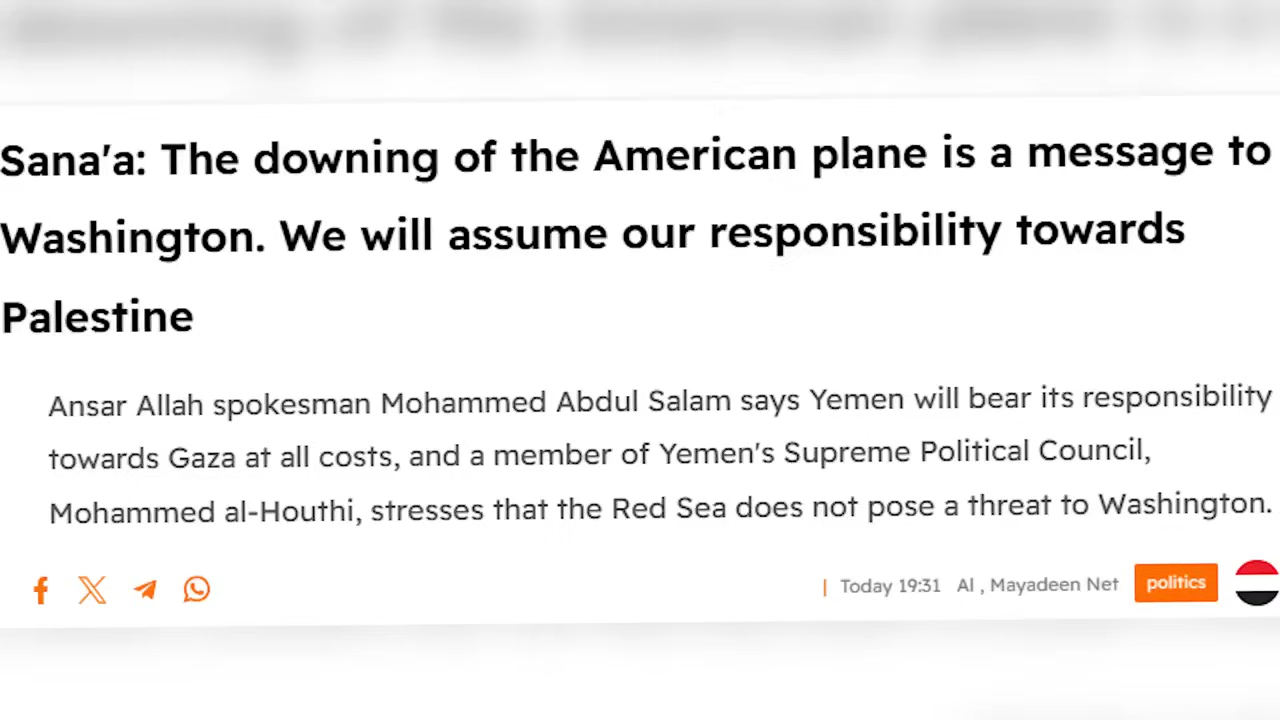 Sana'a: The downing of the American plane is a message to
Washington. We will assume our responsibility towards
Palestine
Ansar Allah spokesman Mohammed Abdul Salam says Yemen will bear its responsibility
towards Gaza at all costs, and a member of Yemen's Supreme Political Council,
Mohammed al-Houthi, stresses that the Red Sea does not pose a threat to Washington.
| Today 19:31 Al , Mayadeen Net politics